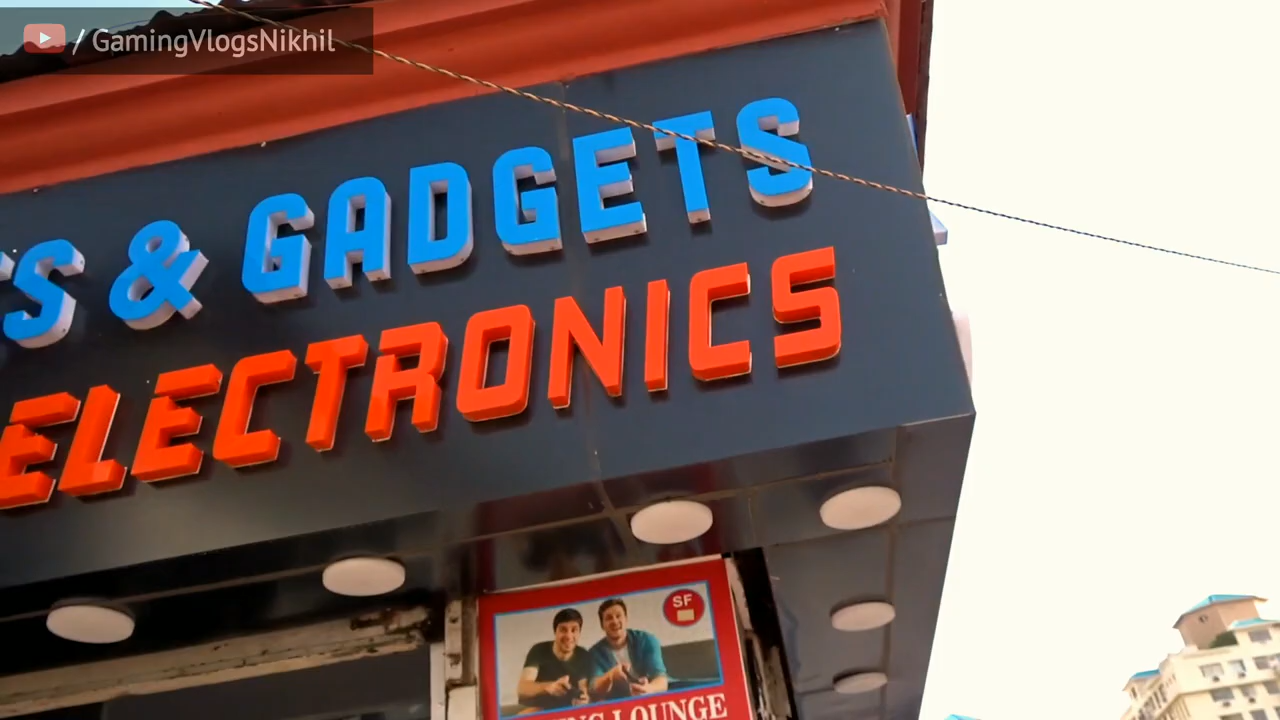 / GamingVlogsNikhil
S & GADGETS
ELECTRONICS
SF
LOUNGE